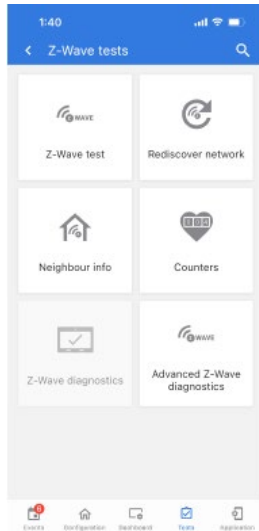 1:40
Z-Wave tests
WAVE
Z-Wave test
Rediscover network
Neighbour info
Counters
WAVE
Z-Wave diagnostics
Advanced Z-Wave
diagnostics
Events
Configuration
Dashboard
Tests
Application